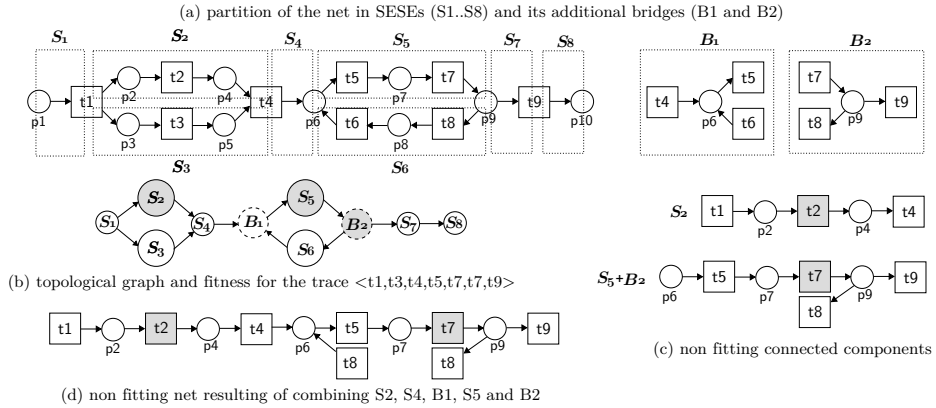 (a) partition of the net in SESEs (S1..S8) and its additional bridges (B1 and B2)
S1 S2 S4 S5 S7 S8 B1 B2
t2 t5 t7 t5 t7
p2 p4 p7
t1 t4 t9 t4 t9
p1 p6 p9 p10 p6 p9
t3 t6 t8 t6 t8
p3 p5 p8
S3 S6
S2 S5
S1 S4 B1 B2 S7 S8
S3 S6
S2 t1 t2 t4
p2 p4
(b) topological graph and fitness for the trace <t1,t3,t4,t5,t7,t7,t9>
S5+B2 t5 t7 t9
p6 p7 p9
t8
t1 t2 t4 t5 t7 t9
p2 p4 p6 p7 p9
t8 t8
(c) non fitting connected components
(d) non fitting net resulting of combining S2, S4, B1, S5 and B2